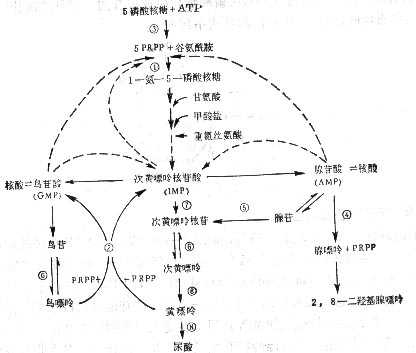 5磷酸核糖+ATP
③
5 PRPP+谷氨酰胺
①
1—氨—5—磷酸核糖
甘氨酸
甲酸盐
重氮丝氨酸
核酸⇌鸟苷酸
(GMP)
次黄嘌呤核苷酸
(IMP)
腺苷酸⇌核酸
(AMP)
⑦
次黄嘌呤核苷
⑤
腺苷
④
鸟苷
②
⑥
腺嘌呤+PRPP
⑥
PRPP+
+PRPP
次黄嘌呤
鸟嘌呤
⑧
黄嘌呤
2，8—二羟基腺嘌呤
⑧
尿酸